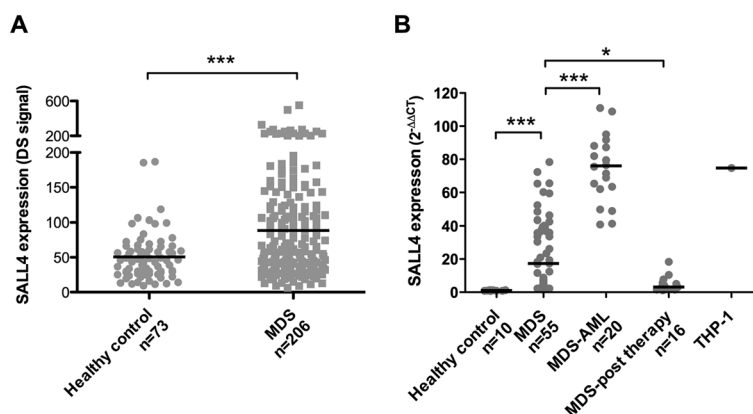 A
***
SALL4 expression (DS signal)
600
200
200
150
100
50
0
Healthy control
n=73
MDS
n=206
B
*
***
***
SALL4 expresson (2-ΔΔCT)
120
100
80
60
40
20
0
Healthy control
n=10
MDS
n=55
MDS-AML
n=20
MDS-post therapy
n=16
THP-1